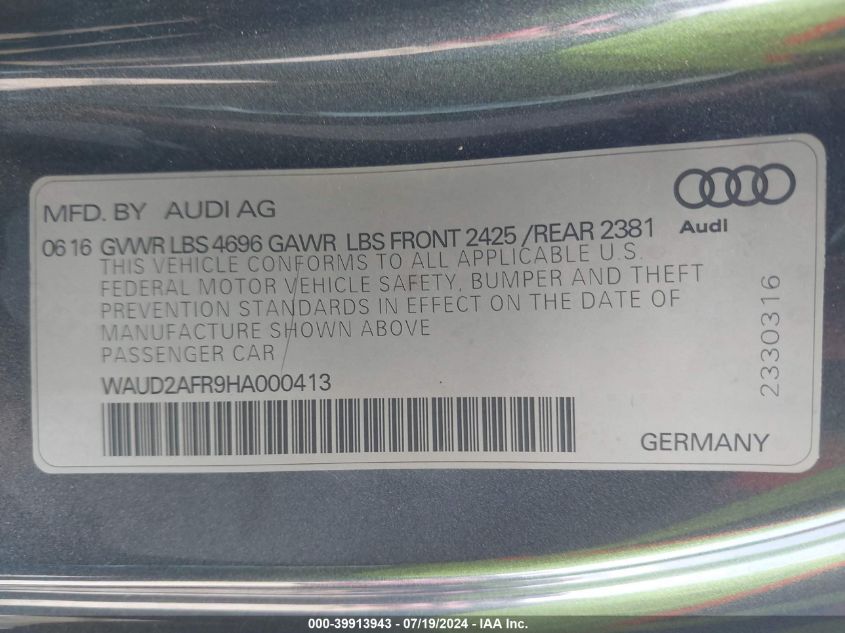 MFD. BY AUDI AG
Audi
06 16 GVWR LBS 4696 GAWR LBS FRONT 2425 /REAR 2381
THIS VEHICLE CONFORMS TO ALL APPLICABLE U.S.
FEDERAL MOTOR VEHICLE SAFETY, BUMPER AND THEFT
PREVENTION STANDARDS IN EFFECT ON THE DATE OF
MANUFACTURE SHOWN ABOVE
PASSENGER CAR
WAUD2AFR9HA000413
2330316
GERMANY
000-39913943 / 07/19/2024 - IAA Inc.